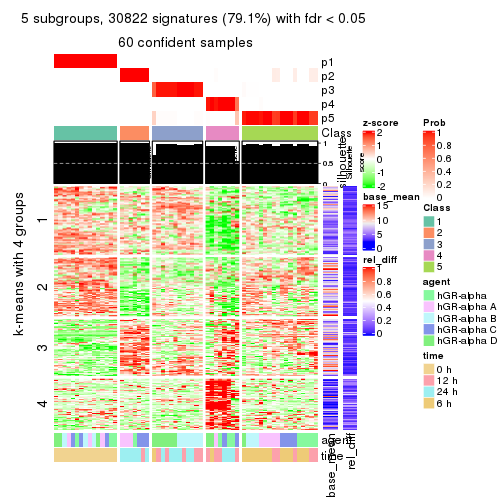 5 subgroups, 30822 signatures (79.1%) with fdr < 0.05
60 confident samples
p1
p2
p3
p4
p5
Class
1
0.5
0
silhouette
Silhouette
score
k-means with 4 groups
1
2
3
4
agent
time
base_mean
rel_diff
z-score
2
1
0
-1
-2
base_mean
15
10
5
0
rel_diff
1
0.8
0.6
0.4
0.2
0
Prob
1
0.8
0.6
0.4
0.2
0
Class
1
2
3
4
5
agent
hGR-alpha
hGR-alpha A
hGR-alpha B
hGR-alpha C
hGR-alpha D
time
0 h
12 h
24 h
6 h